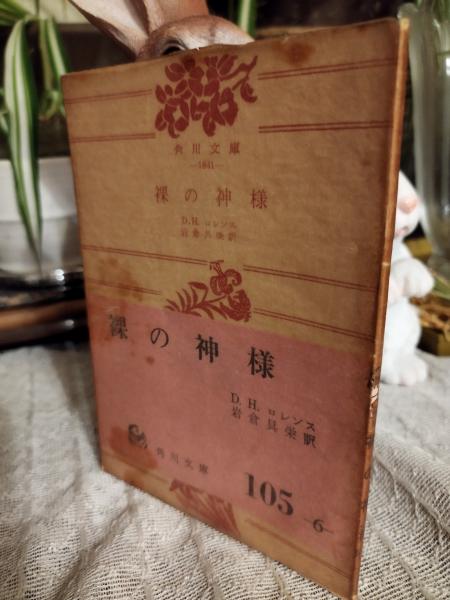 角川文庫
—1841—
裸の神様
D.H. ロレンス
岩倉具栄訳
裸の神様
D. H. ロレンス
岩倉具栄訳
角川文庫
105
—6—